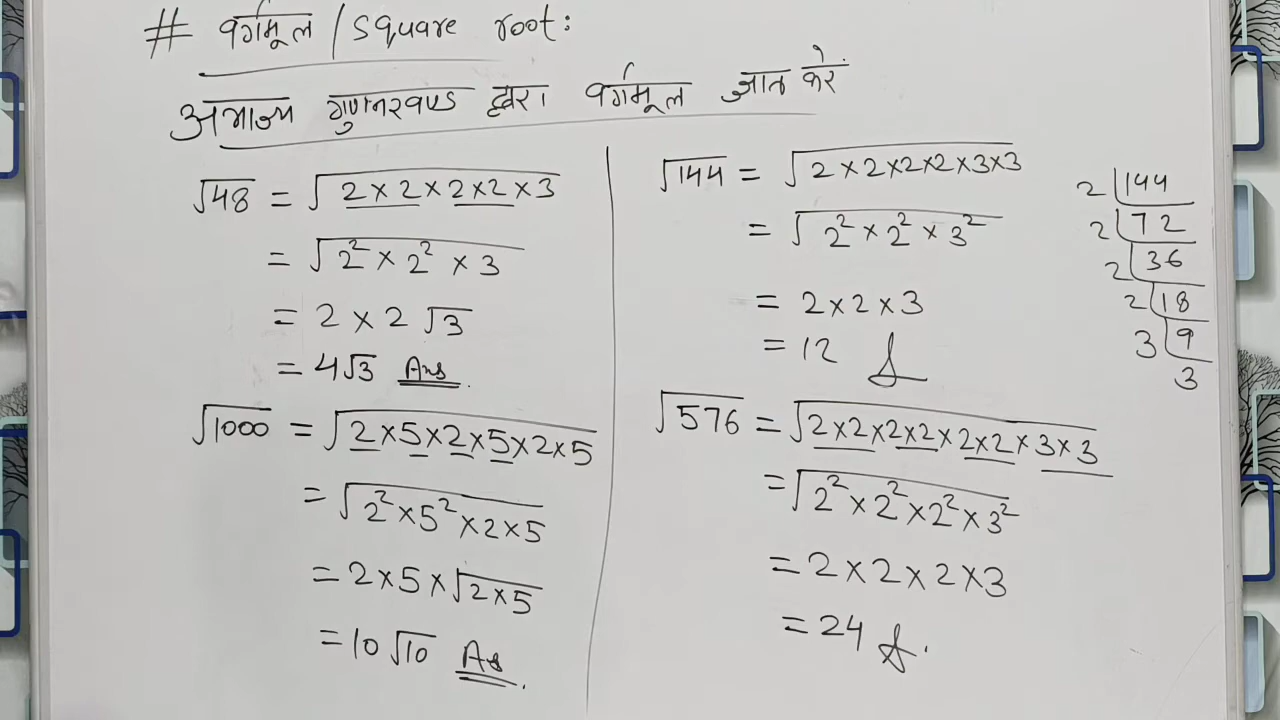 # वर्गमूल / Square root:
अभाज्य गुणनखण्ड द्वारा वर्गमूल ज्ञात करें.
√48 = √2 × 2 × 2 × 2 × 3
= √2² × 2² × 3
= 2 × 2 √3
= 4√3 Ans.
√1000 = √2 × 5 × 2 × 5 × 2 × 5
= √2² × 5² × 2 × 5
= 2 × 5 × √2 × 5
= 10 √10 Ans.
√144 = √2 × 2 × 2 × 2 × 3 × 3
= √2² × 2² × 3²
= 2 × 2 × 3
= 12
2 | 144
2 | 72
2 | 36
2 | 18
3 | 9
3
√576 = √2 × 2 × 2 × 2 × 2 × 2 × 3 × 3
= √2² × 2² × 2² × 3²
= 2 × 2 × 2 × 3
= 24